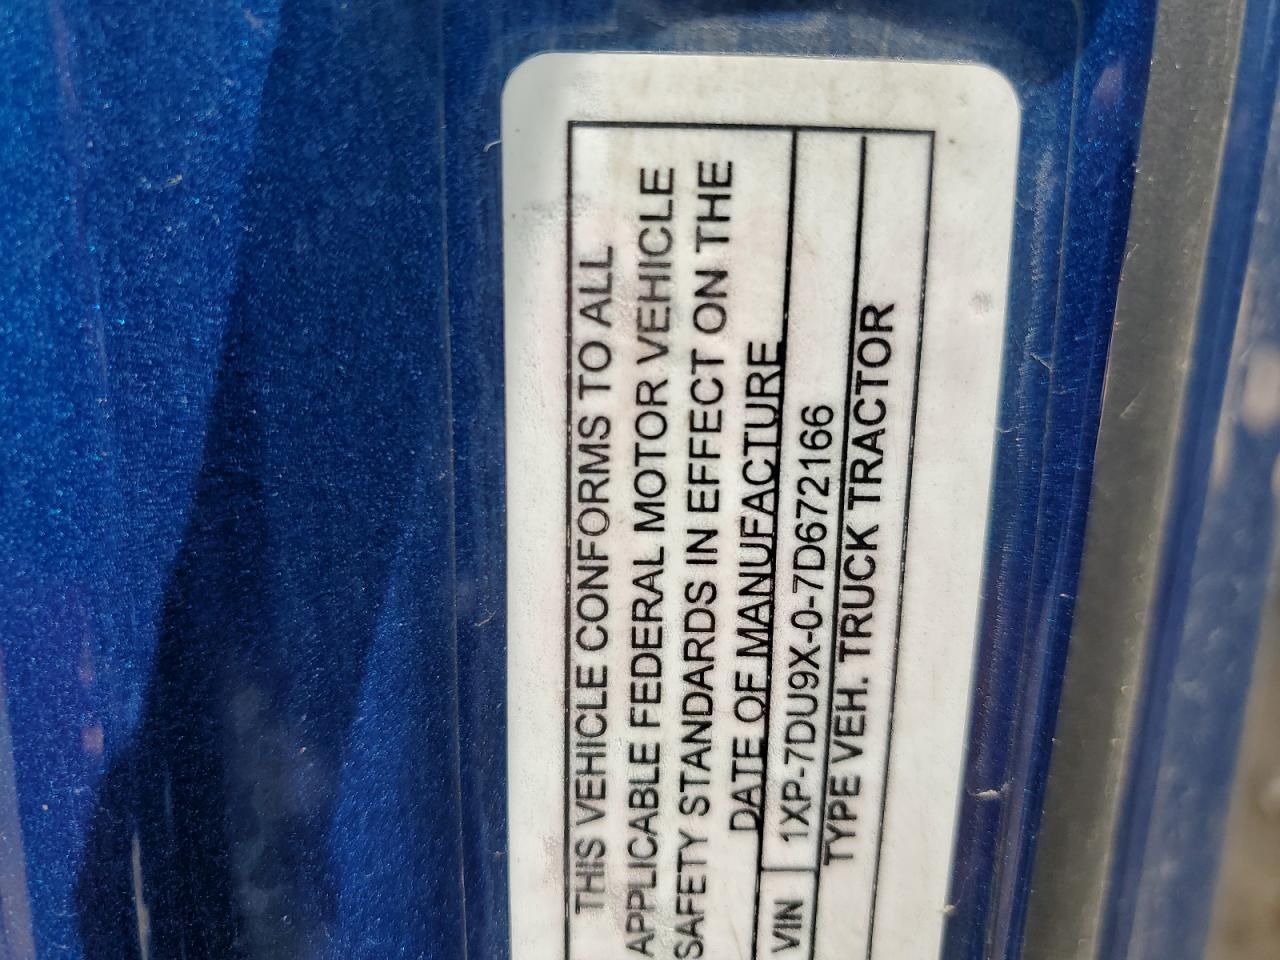 THIS VEHICLE CONFORMS TO ALL
APPLICABLE FEDERAL MOTOR VEHICLE
SAFETY STANDARDS IN EFFECT ON THE
DATE OF MANUFACTURE
VIN 1XP-7DU9X-0-7D672166
TYPE VEH. TRUCK TRACTOR